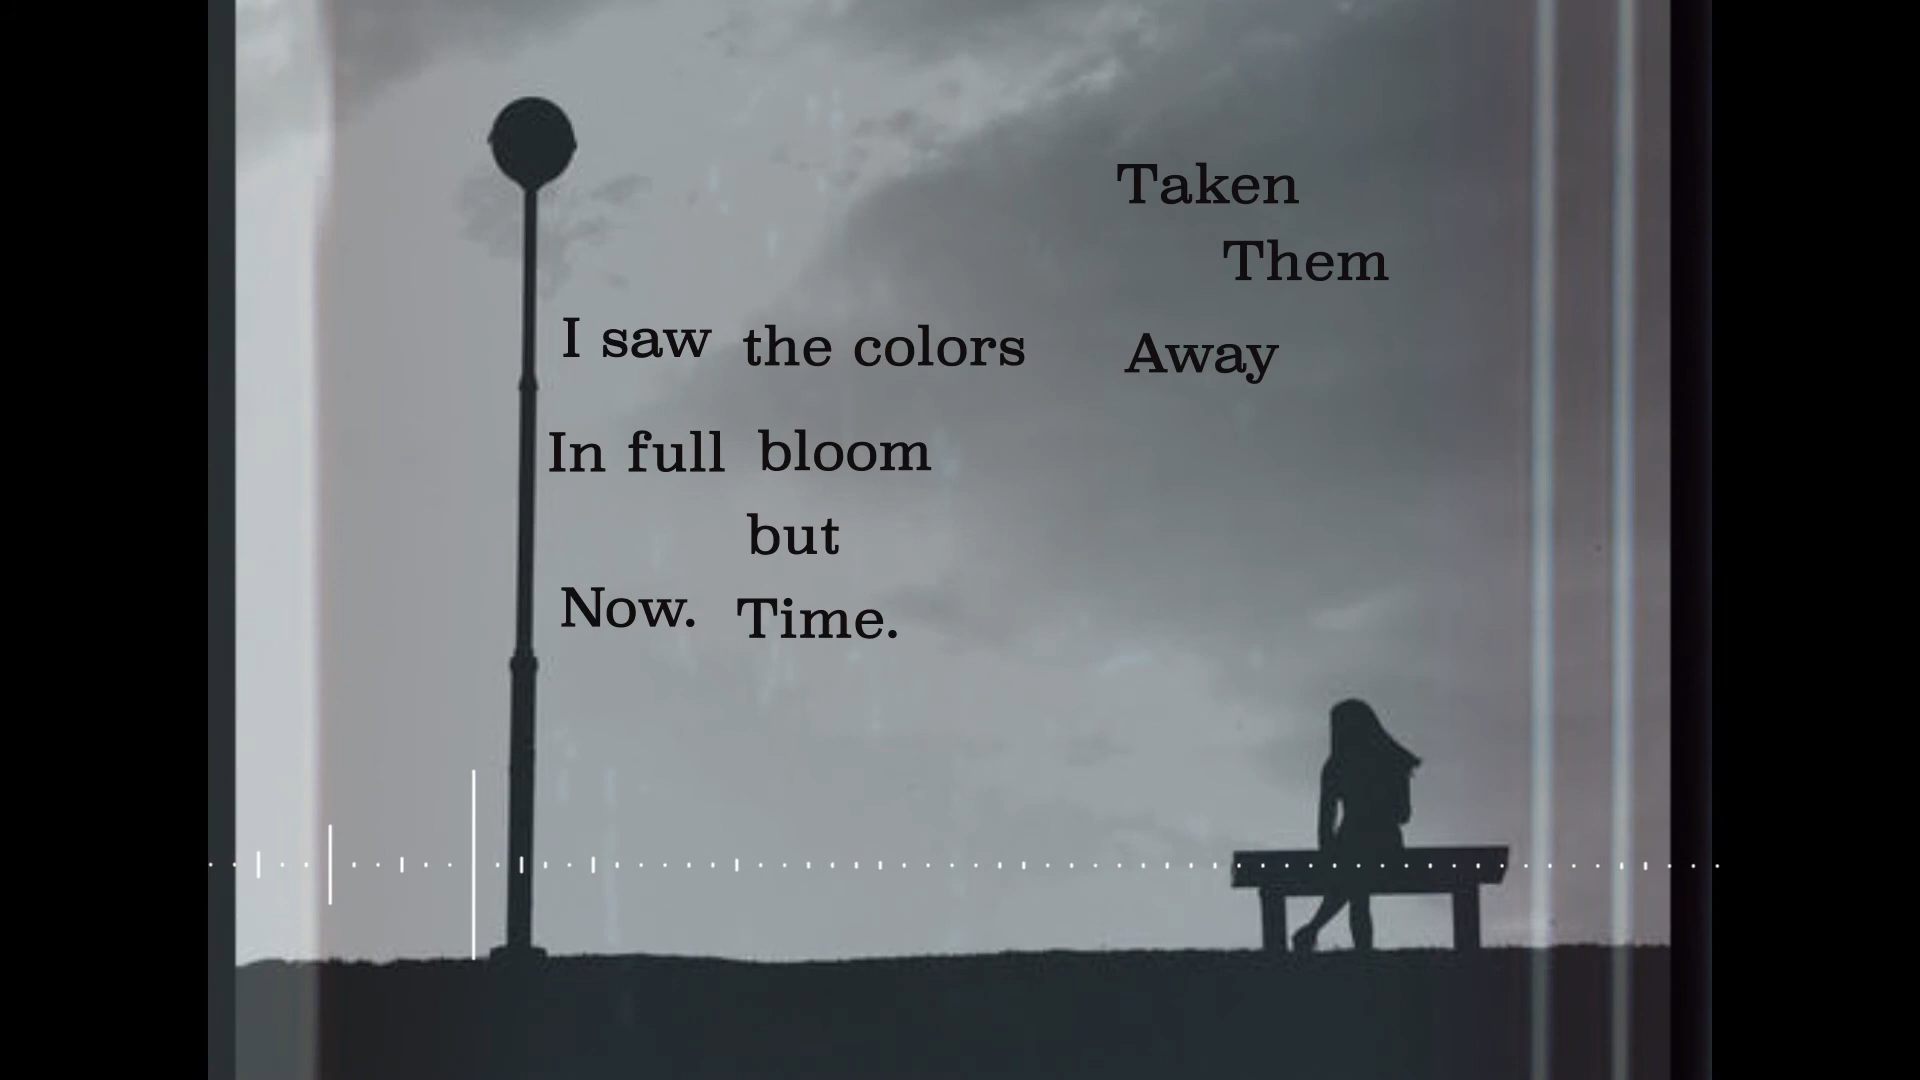 I saw the colors
In full bloom
but
Now. Time.
Taken
Them
Away